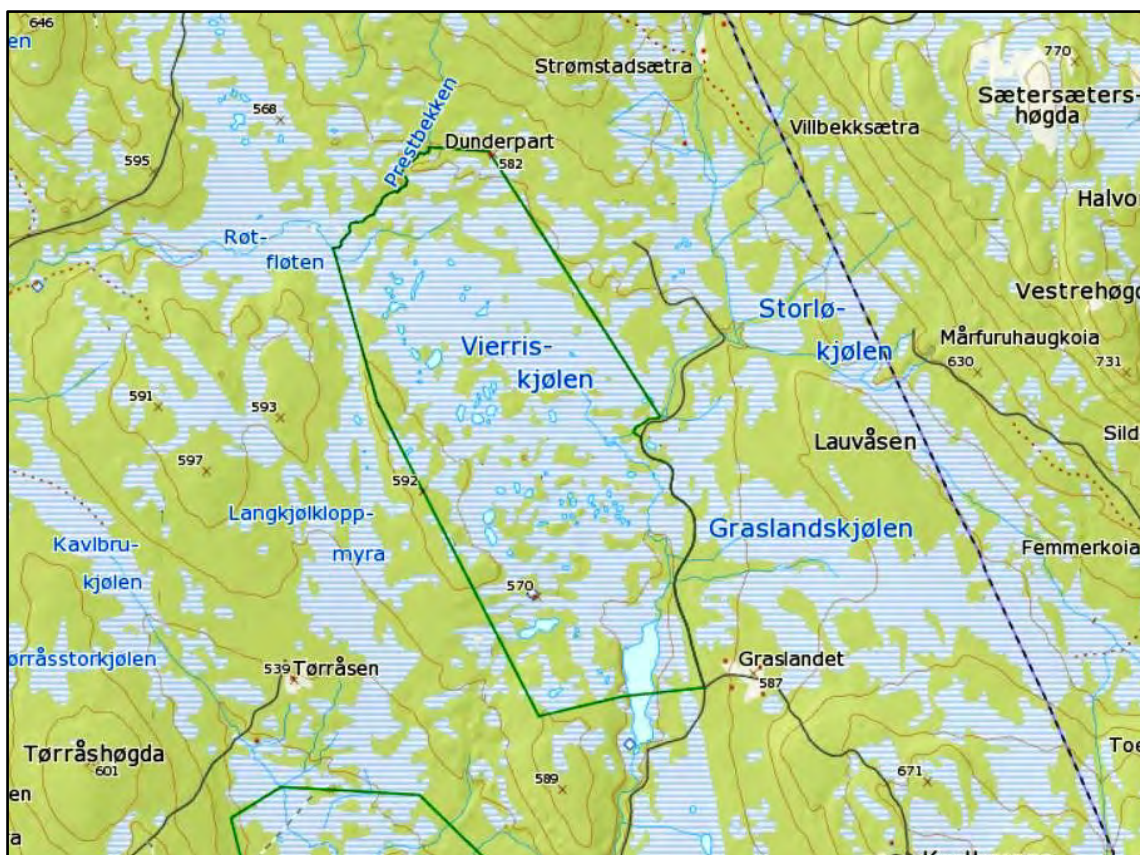 646
en
568
595
Prestbekken
Dunderpart
582
Strømstadsætra
Villbekksætra
770
Sætersæters-
høgda
Halvo
Røt-
fløten
Vestrehøgd
Storlø-
kjølen
Mårfuruhaugkoia
630
731
Vierris-
kjølen
591
593
597
592
Lauvåsen
Sild
Langkjølklopp-
myra
Graslandskjølen
Kavlbru-
kjølen
Femmerkoia
570
ørråsstorkjølen
539
Tørråsen
Graslandet
587
Tørråshøgda
601
589
671
Toe
en
a